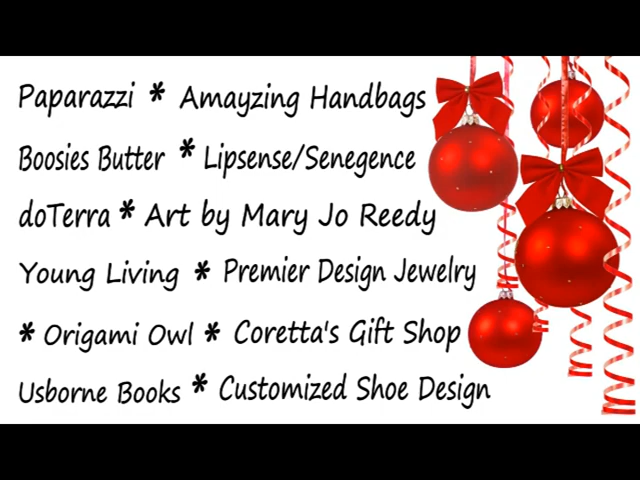 Paparazzi * Amayzing Handbags
Boosies Butter * Lipsense/Senegence
doTerra * Art by Mary Jo Reedy
Young Living * Premier Design Jewelry
* Origami Owl * Coretta's Gift Shop
Usborne Books * Customized Shoe Design